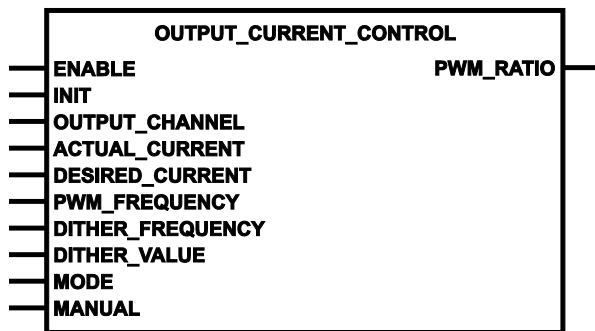 OUTPUT_CURRENT_CONTROL
ENABLE PWM_RATIO
INIT
OUTPUT_CHANNEL
ACTUAL_CURRENT
DESIRED_CURRENT
PWM_FREQUENCY
DITHER_FREQUENCY
DITHER_VALUE
MODE
MANUAL